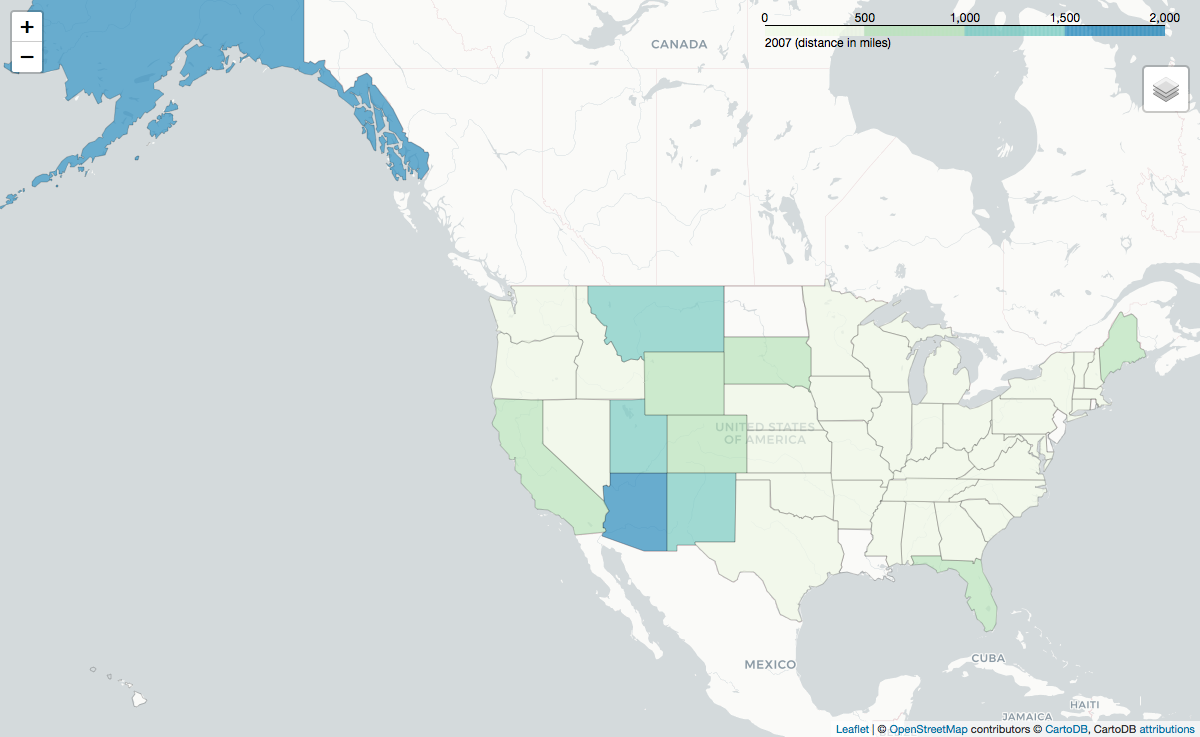 +
−
0 500 1,000 1,500 2,000
2007 (distance in miles)
CANADA
UNITED STATES
OF AMERICA
MEXICO
CUBA
HAITI
JAMAICA
Leaflet | © OpenStreetMap contributors © CartoDB, CartoDB attributions